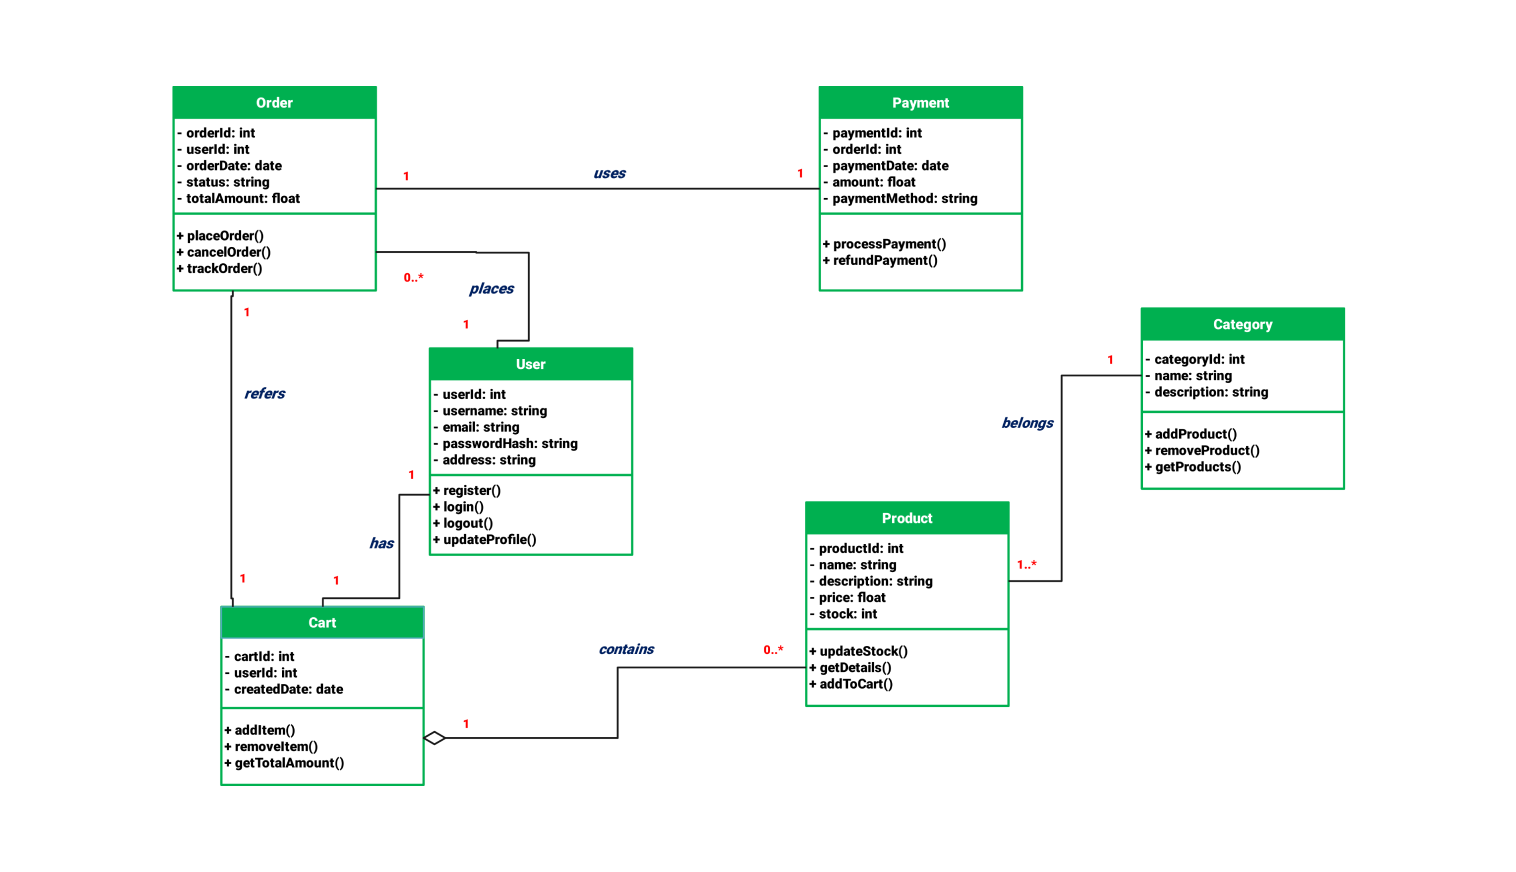 Order
- orderId: int
- userId: int
- orderDate: date
- status: string
- totalAmount: float
+ placeOrder()
+ cancelOrder()
+ trackOrder()
1
uses
1
Payment
- paymentId: int
- orderId: int
- paymentDate: date
- amount: float
- paymentMethod: string
+ processPayment()
+ refundPayment()
0..*
places
1
1
refers
1
User
- userId: int
- username: string
- email: string
- passwordHash: string
- address: string
+ register()
+ login()
+ logout()
+ updateProfile()
1
has
1
Category
- categoryId: int
- name: string
- description: string
+ addProduct()
+ removeProduct()
+ getProducts()
1
belongs
1..*
Product
- productId: int
- name: string
- description: string
- price: float
- stock: int
+ updateStock()
+ getDetails()
+ addToCart()
Cart
- cartId: int
- userId: int
- createdDate: date
+ addItem()
+ removeItem()
+ getTotalAmount()
contains
0..*
1